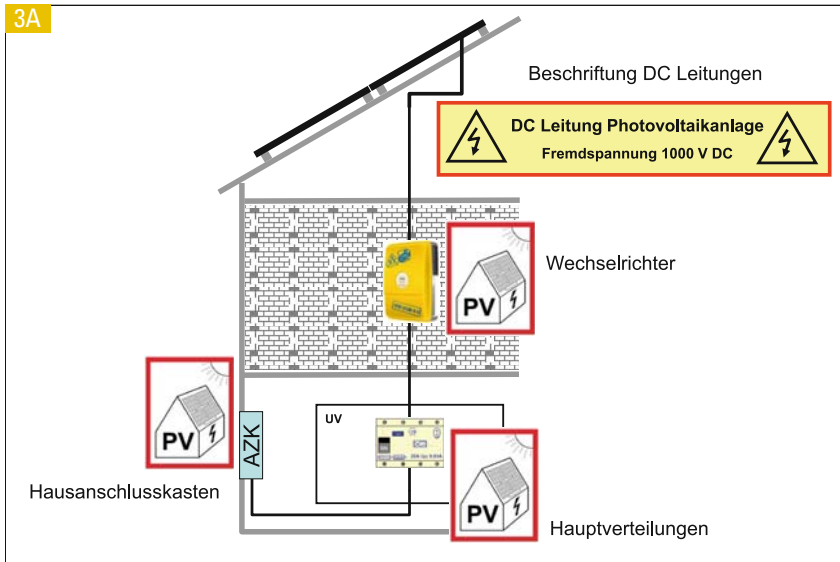 3A
Beschriftung DC Leitungen
DC Leitung Photovoltaikanlage
Fremdspannung 1000 V DC
Wechselrichter
PV
PV
AZK
UV
Hausanschlusskasten
PV
Hauptverteilungen